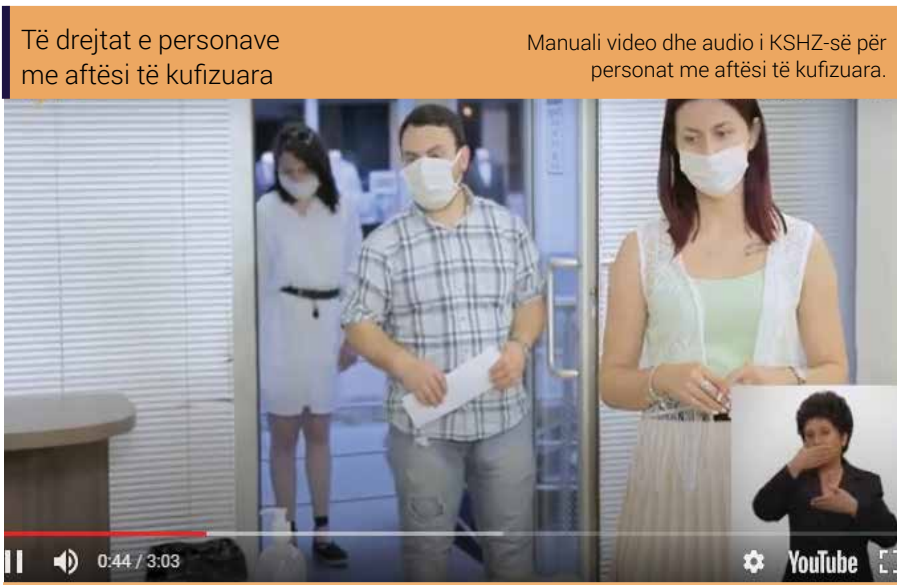 Të drejtat e personave
me aftësi të kufizuara
Manuali video dhe audio i KSHZ-së për
personat me aftësi të kufizuara.
0:44 / 3:03
YouTube